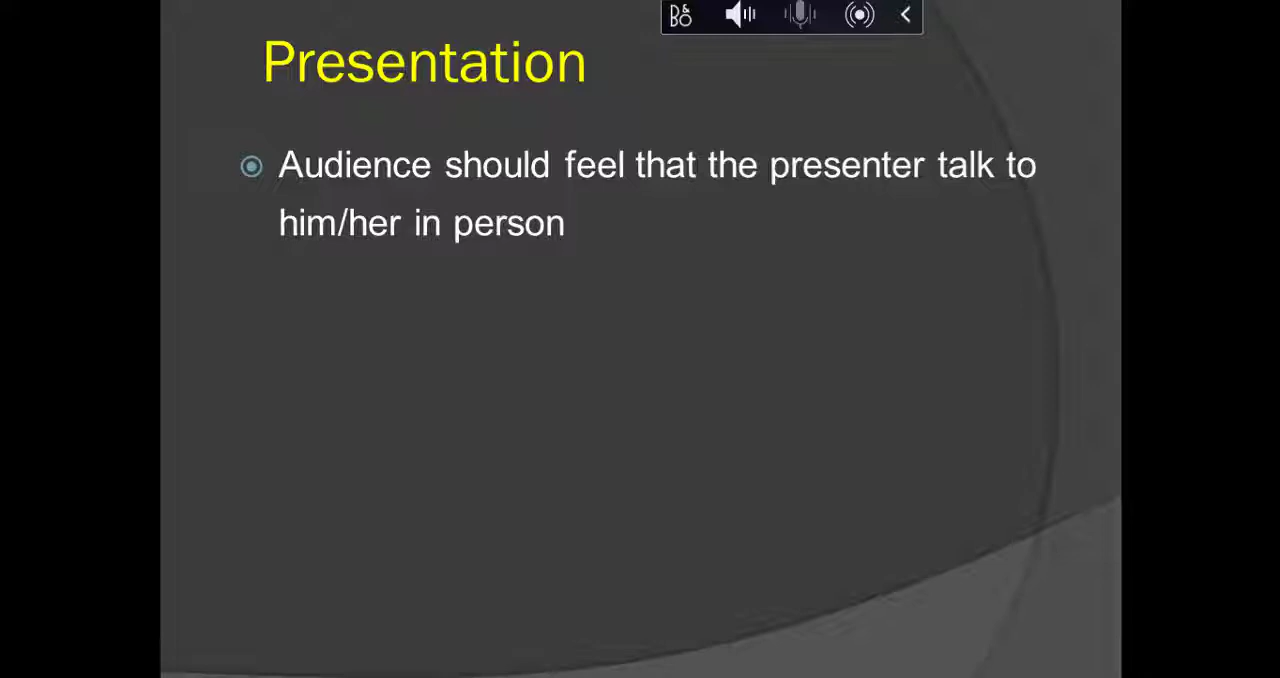 B&O
Presentation
Audience should feel that the presenter talk to
him/her in person